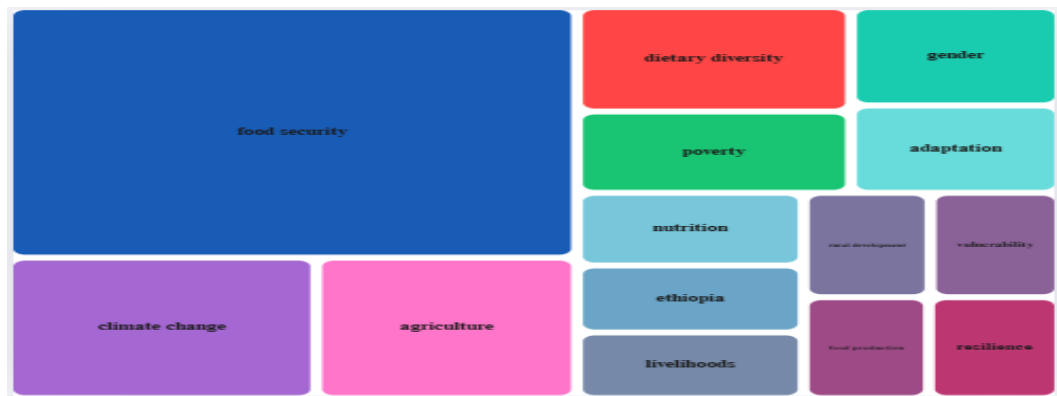 food security
dietary diversity
gender
poverty
adaptation
nutrition
rural development
vulnerability
ethiopia
climate change
agriculture
livelihoods
food production
resilience